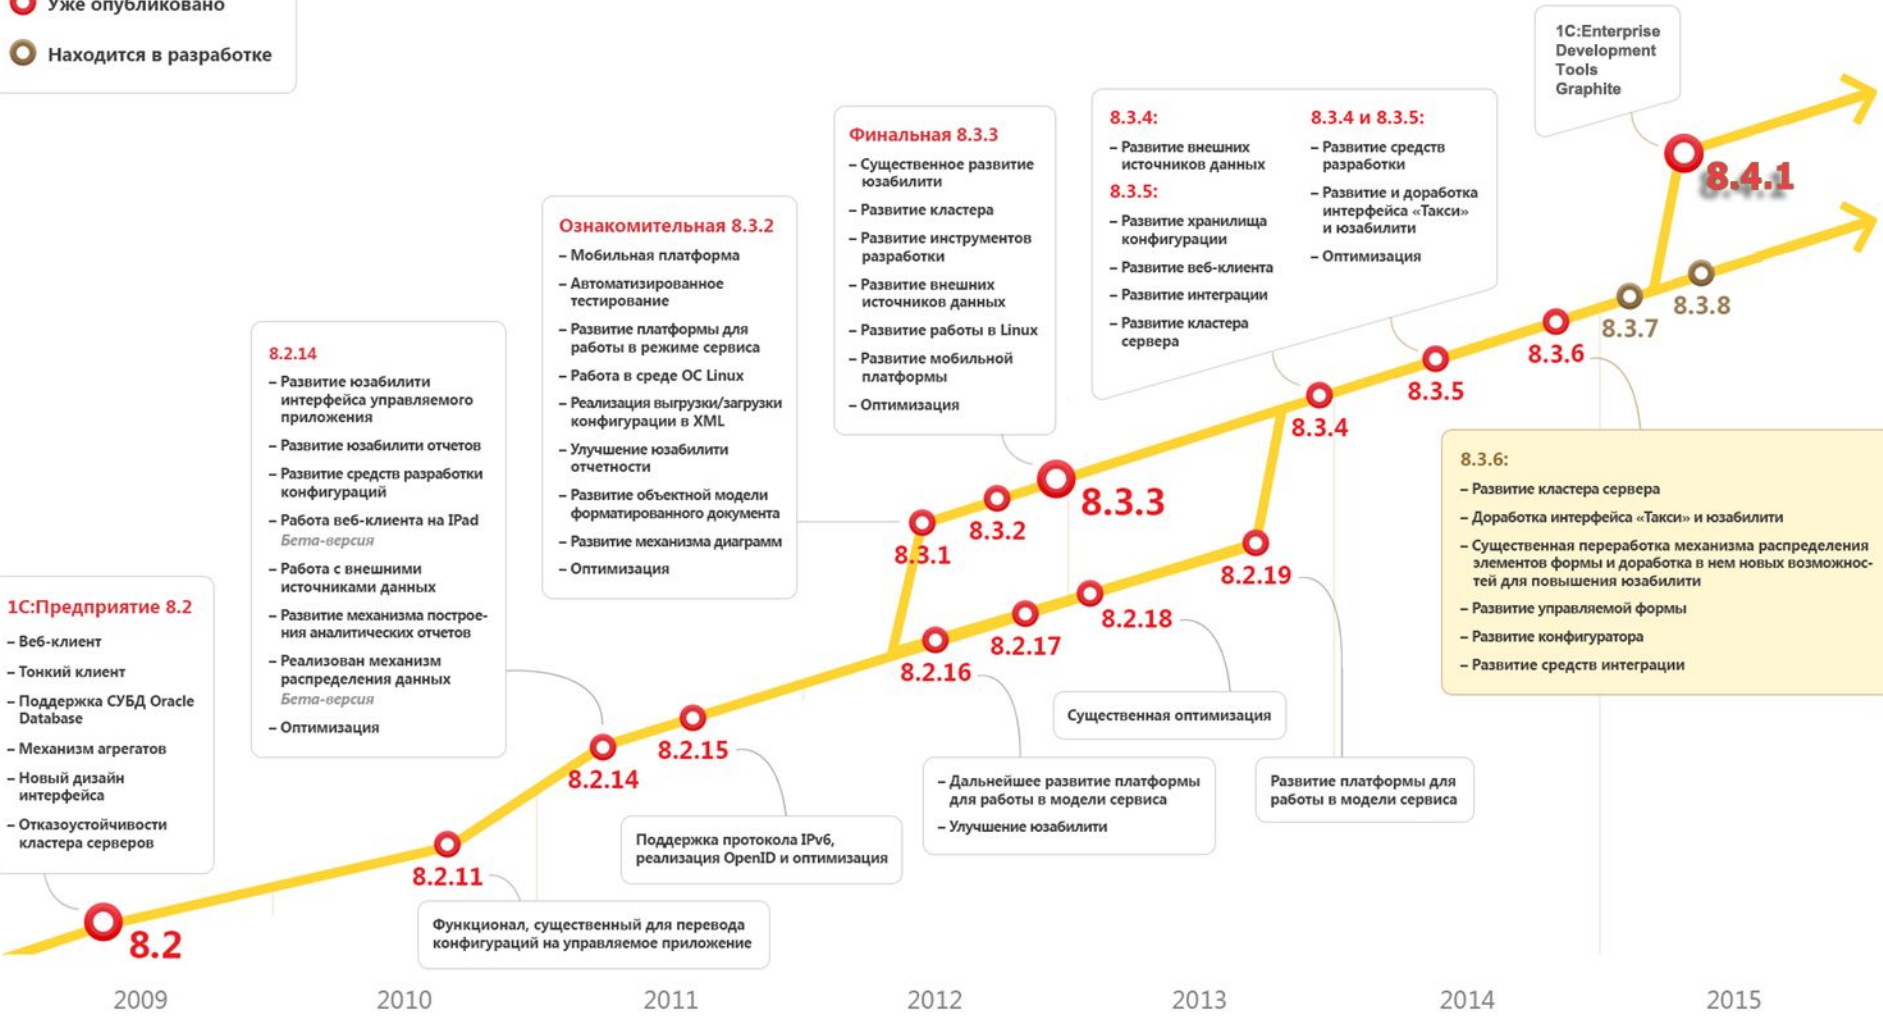 Уже опубликовано
Находится в разработке
1C:Enterprise
Development
Tools
Graphite
8.4.1
8.3.4:
– Развитие внешних
источников данных
8.3.5:
– Развитие хранилища
конфигурации
– Развитие веб-клиента
– Развитие интеграции
– Развитие кластера
сервера
8.3.4 и 8.3.5:
– Развитие средств
разработки
– Развитие и доработка
интерфейса «Такси»
и юзабилити
– Оптимизация
Финальная 8.3.3
– Существенное развитие
юзабилити
– Развитие кластера
– Развитие инструментов
разработки
– Развитие внешних
источников данных
– Развитие работы в Linux
– Развитие мобильной
платформы
– Оптимизация
Ознакомительная 8.3.2
– Мобильная платформа
– Автоматизированное
тестирование
– Развитие платформы для
работы в режиме сервиса
– Работа в среде ОС Linux
– Реализация выгрузки/загрузки
конфигурации в XML
– Улучшение юзабилити
отчетности
– Развитие объектной модели
форматированного документа
– Развитие механизма диаграмм
– Оптимизация
8.2.14
– Развитие юзабилити
интерфейса управляемого
приложения
– Развитие юзабилити отчетов
– Развитие средств разработки
конфигураций
– Работа веб-клиента на IPad
Бета-версия
– Работа с внешними
источниками данных
– Развитие механизма построе-
ния аналитических отчетов
– Реализован механизм
распределения данных
Бета-версия
– Оптимизация
1С:Предприятие 8.2
– Веб-клиент
– Тонкий клиент
– Поддержка СУБД Oracle
Database
– Механизм агрегатов
– Новый дизайн
интерфейса
– Отказоустойчивости
кластера серверов
8.3.8
8.3.7
8.3.6
8.3.5
8.3.4
8.3.3
8.3.2
8.3.1
8.3.6:
– Развитие кластера сервера
– Доработка интерфейса «Такси» и юзабилити
– Существенная переработка механизма распределения
элементов формы и доработка в нем новых возможнос-
тей для повышения юзабилити
– Развитие управляемой формы
– Развитие конфигуратора
– Развитие средств интеграции
8.2.19
8.2.18
8.2.17
8.2.16
8.2.15
8.2.14
8.2.11
8.2
Существенная оптимизация
– Дальнейшее развитие платформы
для работы в модели сервиса
– Улучшение юзабилити
Развитие платформы для
работы в модели сервиса
Поддержка протокола IPv6,
реализация OpenID и оптимизация
Функционал, существенный для перевода
конфигураций на управляемое приложение
2009
2010
2011
2012
2013
2014
2015